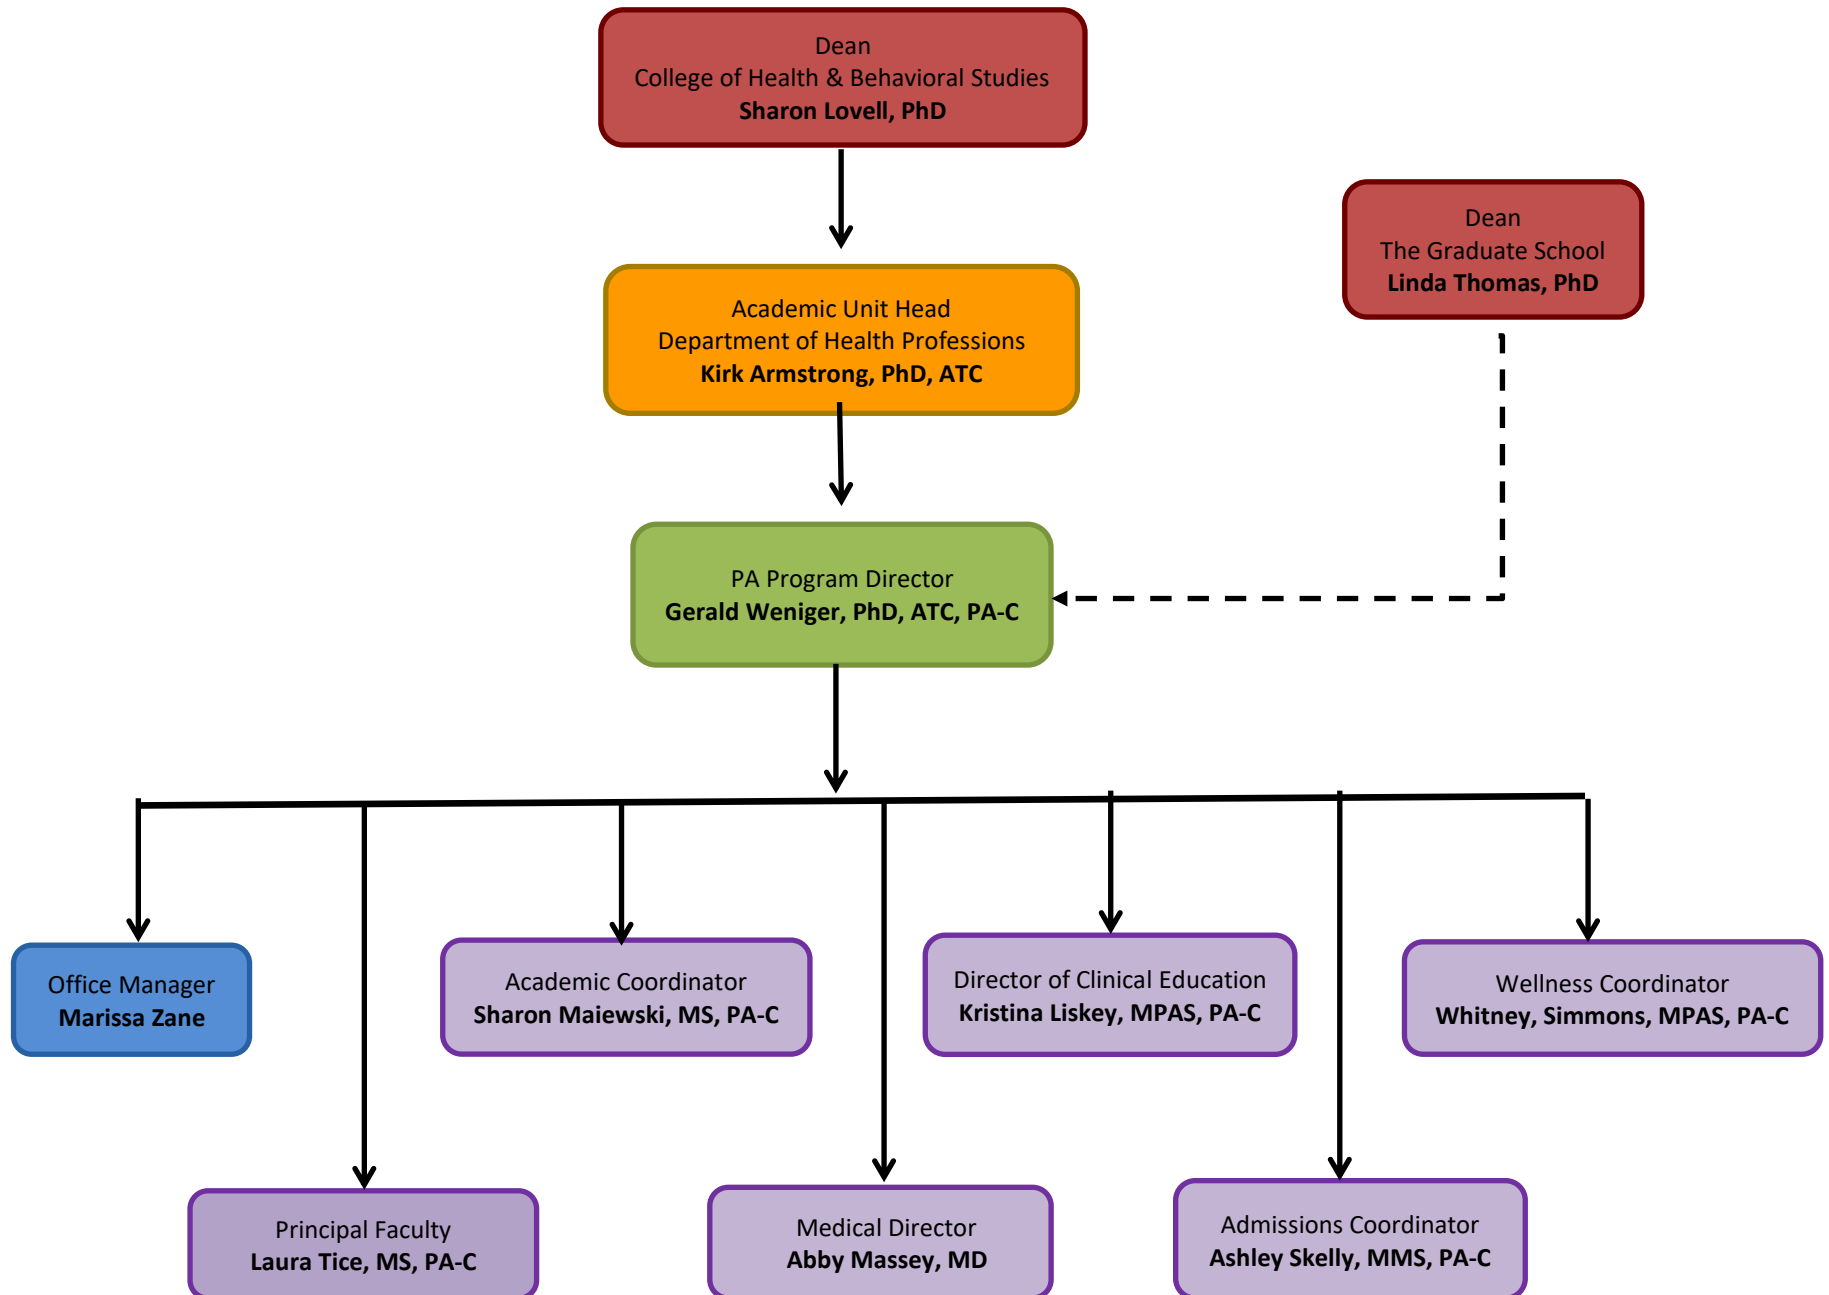 Dean
College of Health & Behavioral Studies
Sharon Lovell, PhD
Dean
The Graduate School
Linda Thomas, PhD
Academic Unit Head
Department of Health Professions
Kirk Armstrong, PhD, ATC
PA Program Director
Gerald Weniger, PhD, ATC, PA-C
Office Manager
Marissa Zane
Academic Coordinator
Sharon Maiewski, MS, PA-C
Director of Clinical Education
Kristina Liskey, MPAS, PA-C
Wellness Coordinator
Whitney, Simmons, MPAS, PA-C
Principal Faculty
Laura Tice, MS, PA-C
Medical Director
Abby Massey, MD
Admissions Coordinator
Ashley Skelly, MMS, PA-C